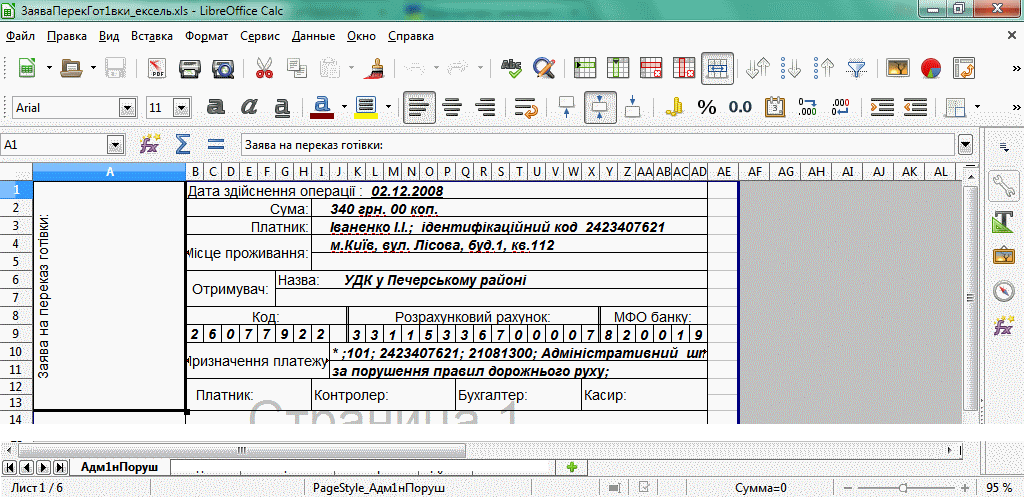 ЗаяваПерекГот1вки_ексель.xls - LibreOffice Calc
Файл Правка Вид Вставка Формат Сервис Данные Окно Справка
Arial 11 a a a a % 0.0
A1 Заява на переказ готівки:
A B C D E F G H I J K L M N O P Q R S T U V W X Y Z AA AB AC AD AE AF AG AH AI AJ AK AL
1 Дата здійснення операції : 02.12.2008
2 Сума: 340 грн. 00 коп.
3 Платник: Іваненко І.І.; ідентифікаційний код 2423407621
4 м.Київ, вул. Лісова, буд.1, кв.112
5 Місце проживання:
Заява на переказ готівки:
6 Назва: УДК у Печерському районі
7 Отримувач:
8 Код: Розрахунковий рахунок: МФО банку:
9 2 6 0 7 7 9 2 2 3 3 1 1 5 3 3 6 7 0 0 0 0 7 8 2 0 0 1 9
10 * ;101; 2423407621; 21081300; Адміністративний шт
Призначення платежу
11 за порушення правил дорожнього руху;
12 Платник: Контролер: Бухгалтер: Касир:
13
14 Страница 1
Адм1нПоруш
Лист 1 / 6 PageStyle_Адм1нПоруш Сумма=0 95 %